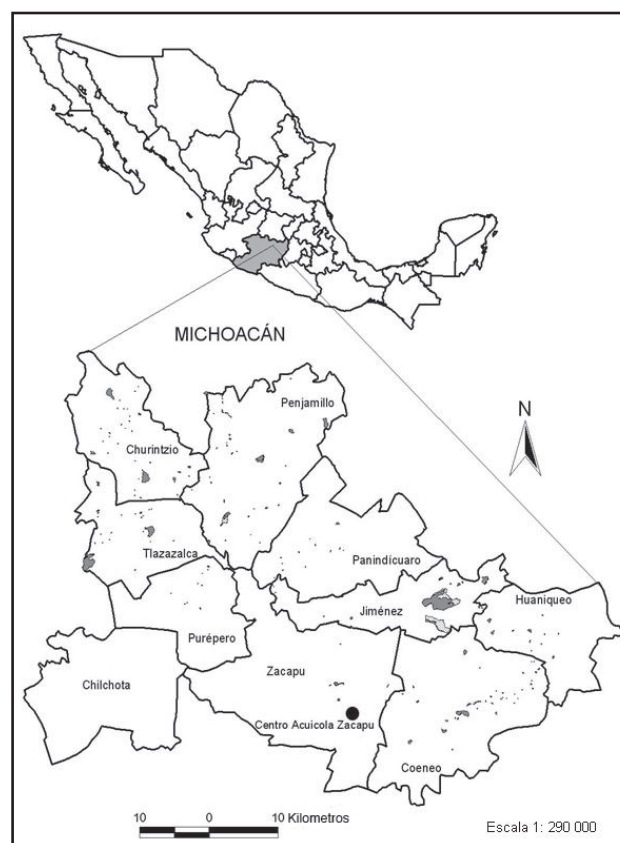 MICHOACÁN
N
Penjamillo
Churintzio
Tlazazalca
Panindícuaro
Jiménez
Huaniqueo
Purépero
Zacapu
Chilchota
Centro Acuicola Zacapu
Coeneo
10 0 10 Kilometros
Escala 1: 290 000